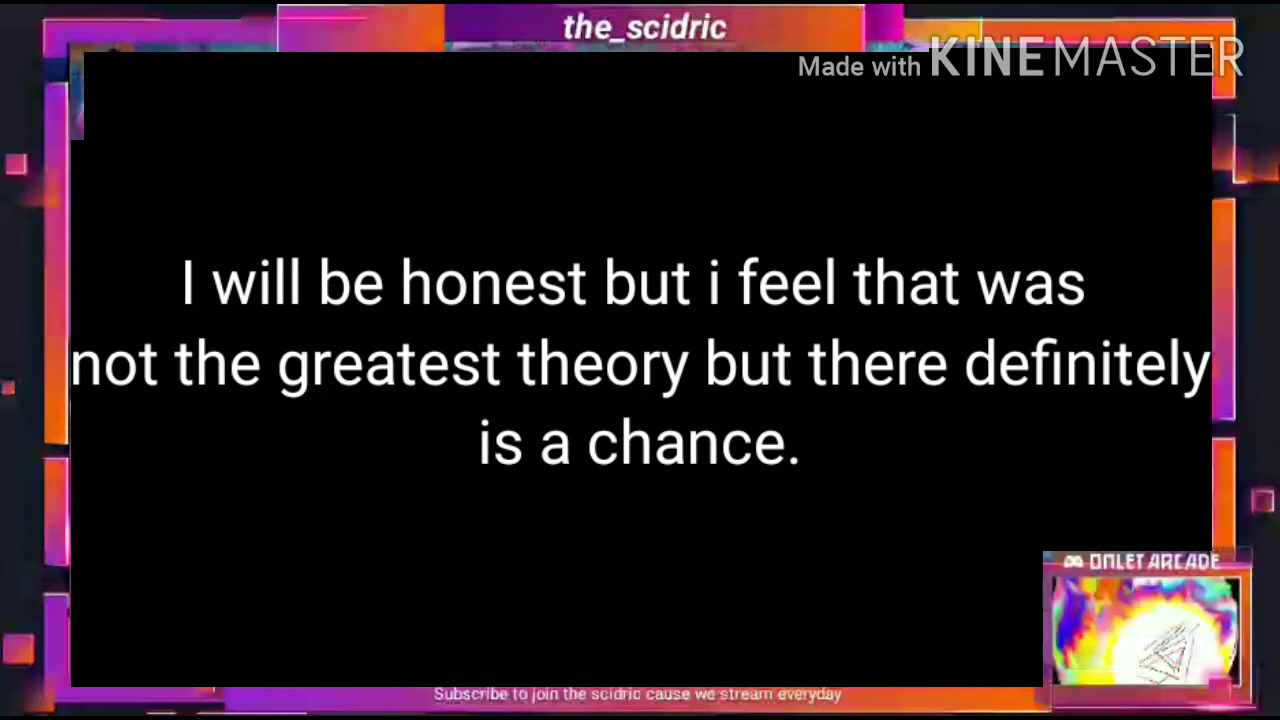 the_scidric
Made with KINEMASTER
I will be honest but i feel that was
not the greatest theory but there definitely
is a chance.
OMLET ARCADE
Subscribe to join the scidric cause we stream everyday